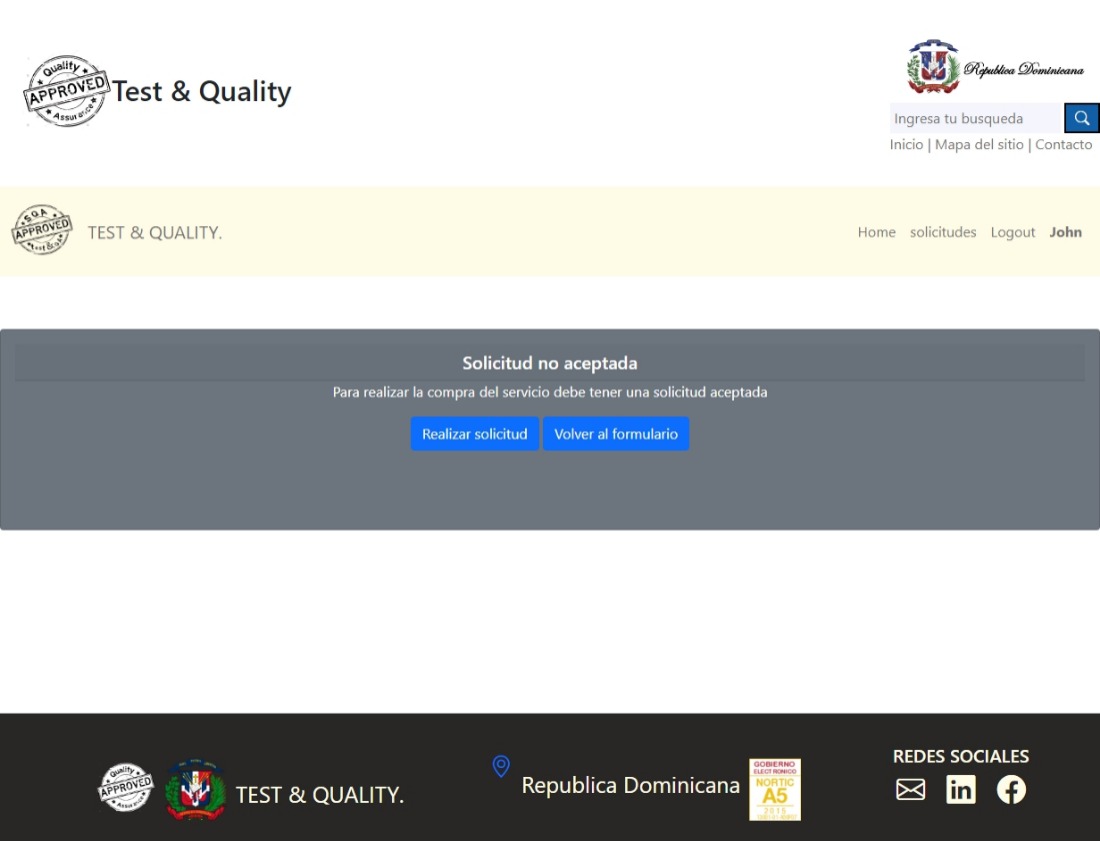 Quality
APPROVED
Assurance
Test & Quality
Republica Dominicana
Ingresa tu busqueda
Inicio | Mapa del sitio | Contacto
SQA
APPROVED
TEST & QUALITY.
Home solicitudes Logout John
Solicitud no aceptada
Para realizar la compra del servicio debe tener una solicitud aceptada
Realizar solicitud Volver al formulario
Quality
APPROVED
Assurance
TEST & QUALITY.
Republica Dominicana
GOBIERNO
ELECTRONICO
NORTIC
A5
2015
REDES SOCIALES